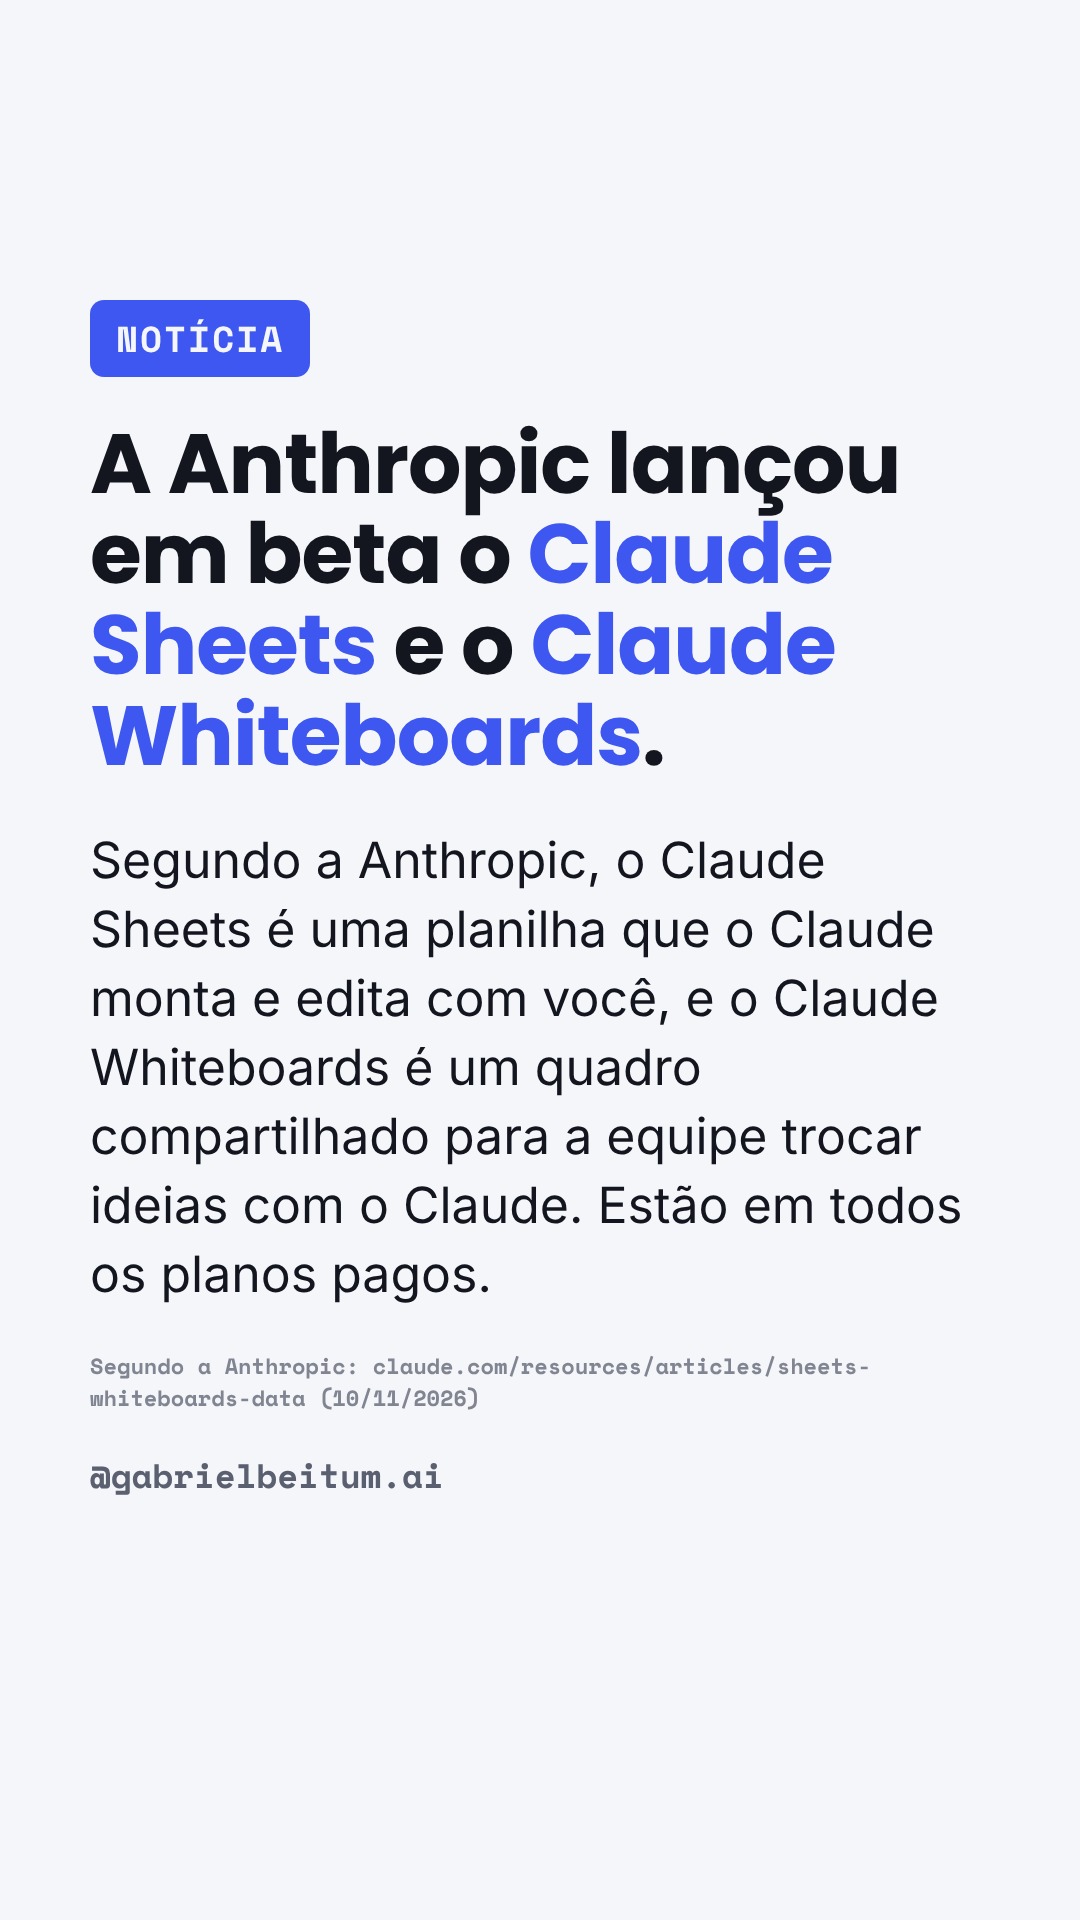 NOTÍCIA
A Anthropic lançou
em beta o Claude
Sheets e o Claude
Whiteboards.
Segundo a Anthropic, o Claude
Sheets é uma planilha que o Claude
monta e edita com você, e o Claude
Whiteboards é um quadro
compartilhado para a equipe trocar
ideias com o Claude. Estão em todos
os planos pagos.
Segundo a Anthropic: claude.com/resources/articles/sheets-
whiteboards-data (10/11/2026)
@gabrielbeitum.ai